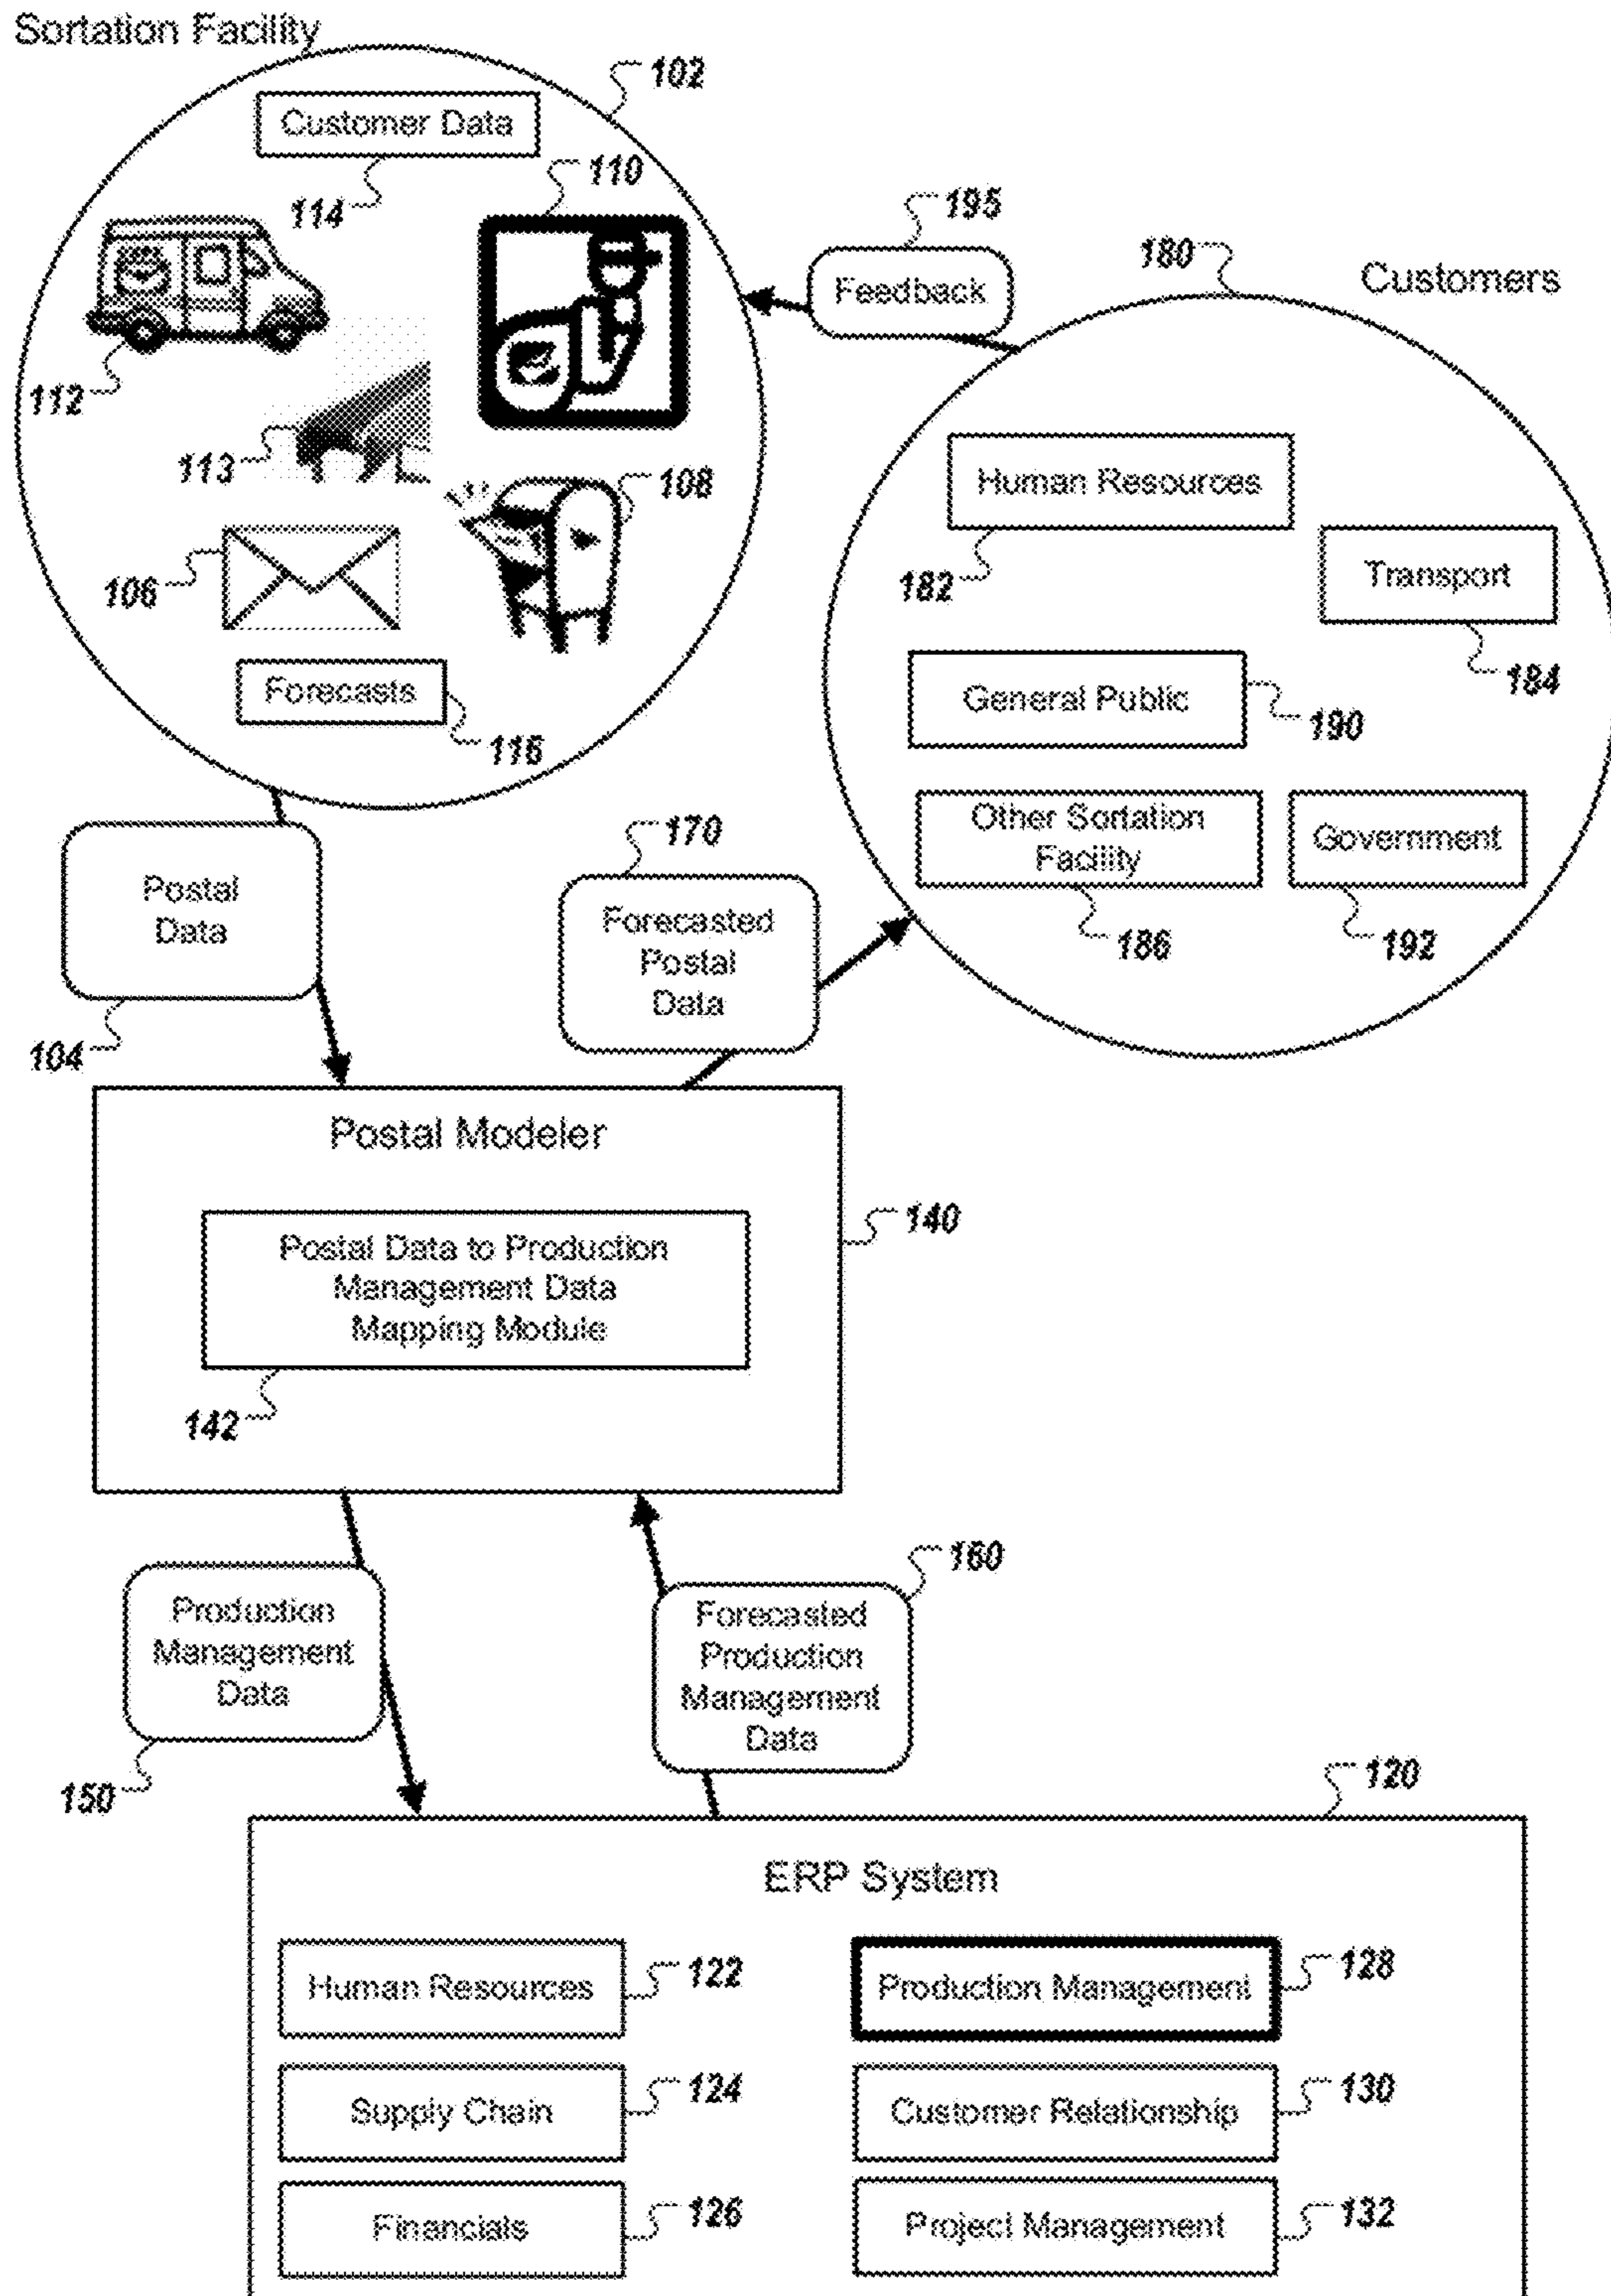 Sortation Facility
102
Customer Data
110
114
195
Feedback
180
Customers
112
113
108
Human Resources
106
182
Transport
184
Forecasts
116
General Public
190
Postal
Data
104
170
Forecasted
Postal
Data
Other Sortation
Facility
186
Government
192
Postal Modeler
140
Postal Data to Production
Management Data
Mapping Module
142
Production
Management
Data
150
160
Forecasted
Production
Management
Data
120
ERP System
Human Resources
122
Production Management
128
Supply Chain
124
Customer Relationship
130
Financials
126
Project Management
132